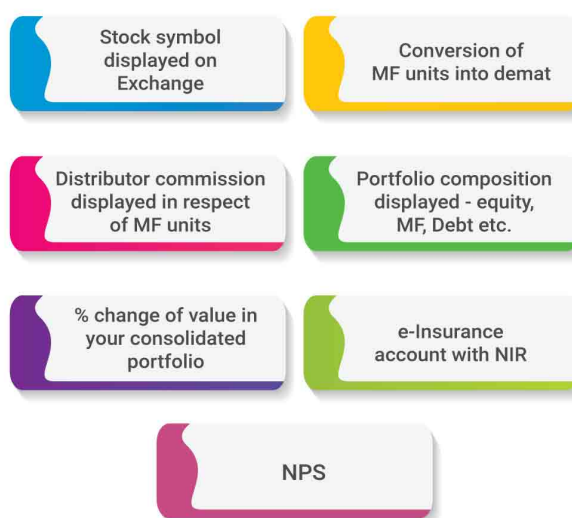 Stock symbol
displayed on
Exchange
Conversion of
MF units into demat
Distributor commission
displayed in respect
of MF units
Portfolio composition
displayed - equity,
MF, Debt etc.
% change of value in
your consolidated
portfolio
e-Insurance
account with NIR
NPS